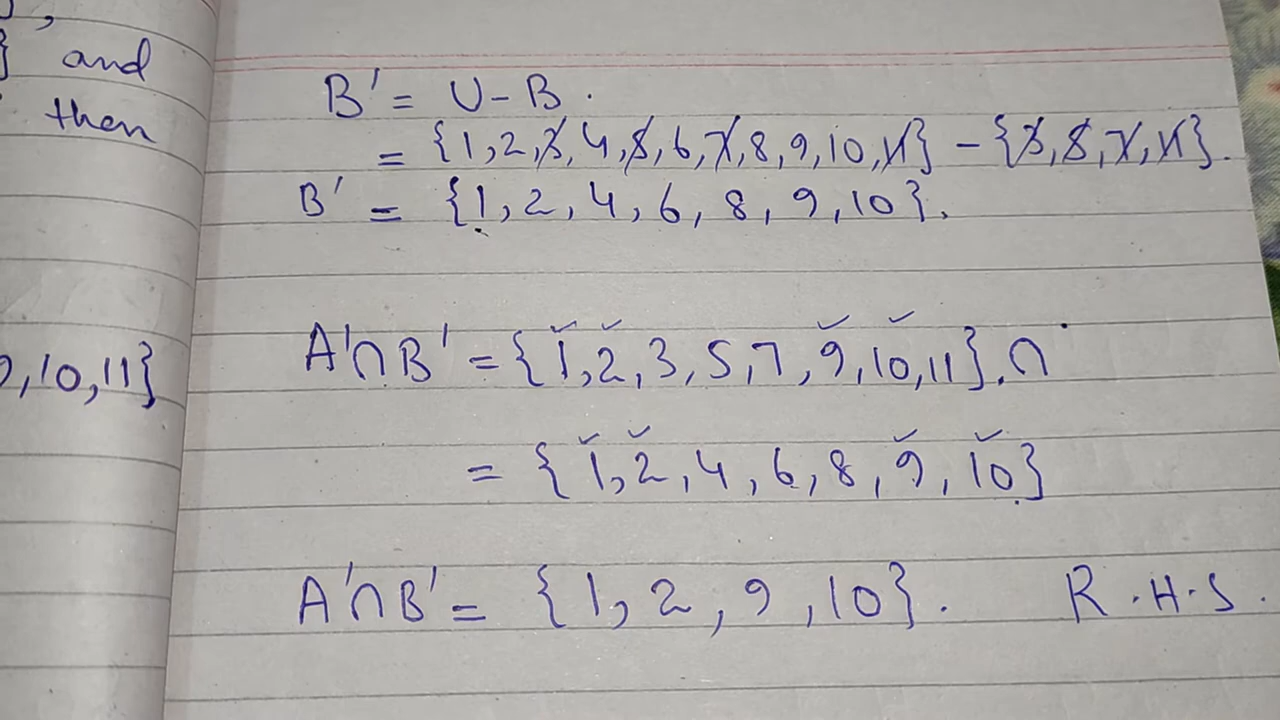 } and
then
9,10,11}
B' = U - B.
= {1,2,3,4,5,6,7,8,9,10,11} - {3,5,7,11}.
B' = {1,2,4,6,8,9,10}.
A'∩B' = {1,2,3,5,7,9,10,11}.∩
= {1,2,4,6,8,9,10}
A'∩B' = {1,2,9,10}. R.H.S.